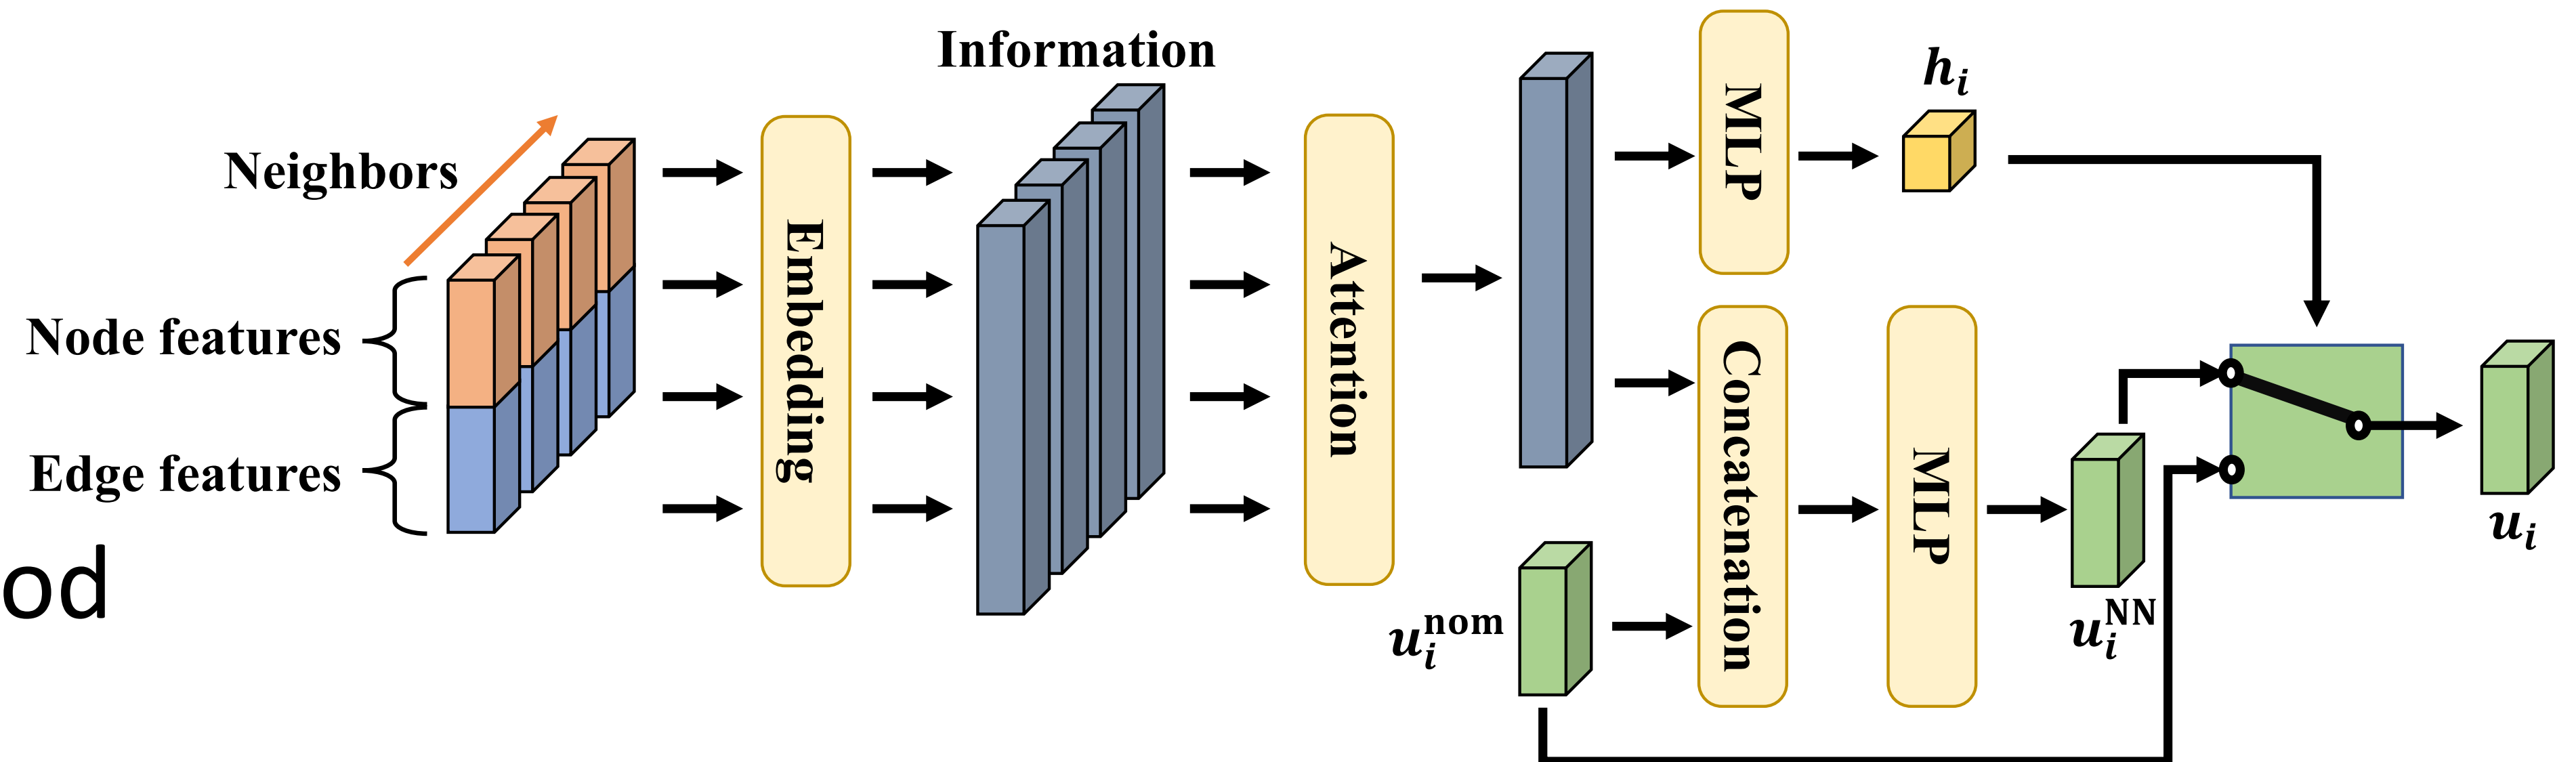 Information
Neighbors
Node features
Edge features
od
Embedding
Attention
MLP
h_i
Concatenation
MLP
u_i^nom
u_i^NN
u_i